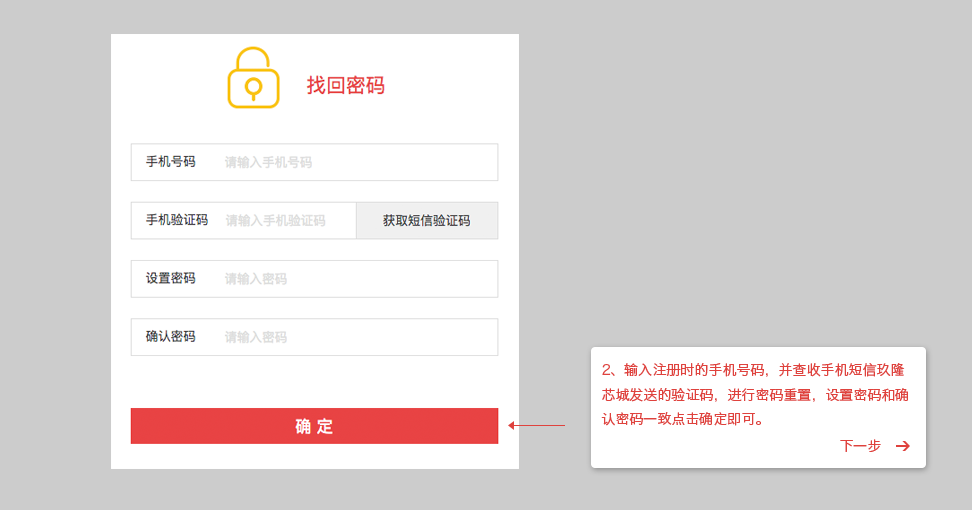 找回密码
手机号码 请输入手机号码
手机验证码 请输入手机验证码 获取短信验证码
设置密码 请输入密码
确认密码 请输入密码
确定
2、输入注册时的手机号码，并查收手机短信玖隆
芯城发送的验证码，进行密码重置，设置密码和确
认密码一致点击确定即可。
下一步